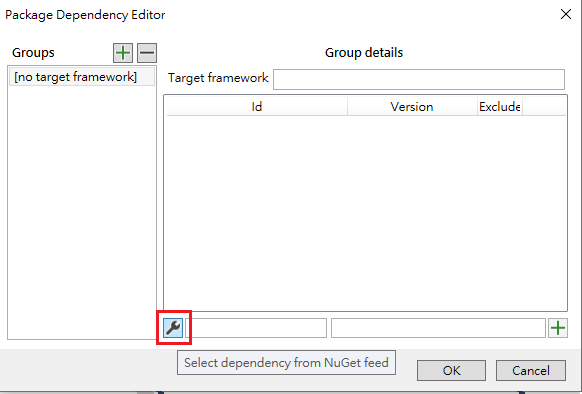 Package Dependency Editor
Groups
Group details
[no target framework]
Target framework
Id Version Exclude
Select dependency from NuGet feed
OK Cancel